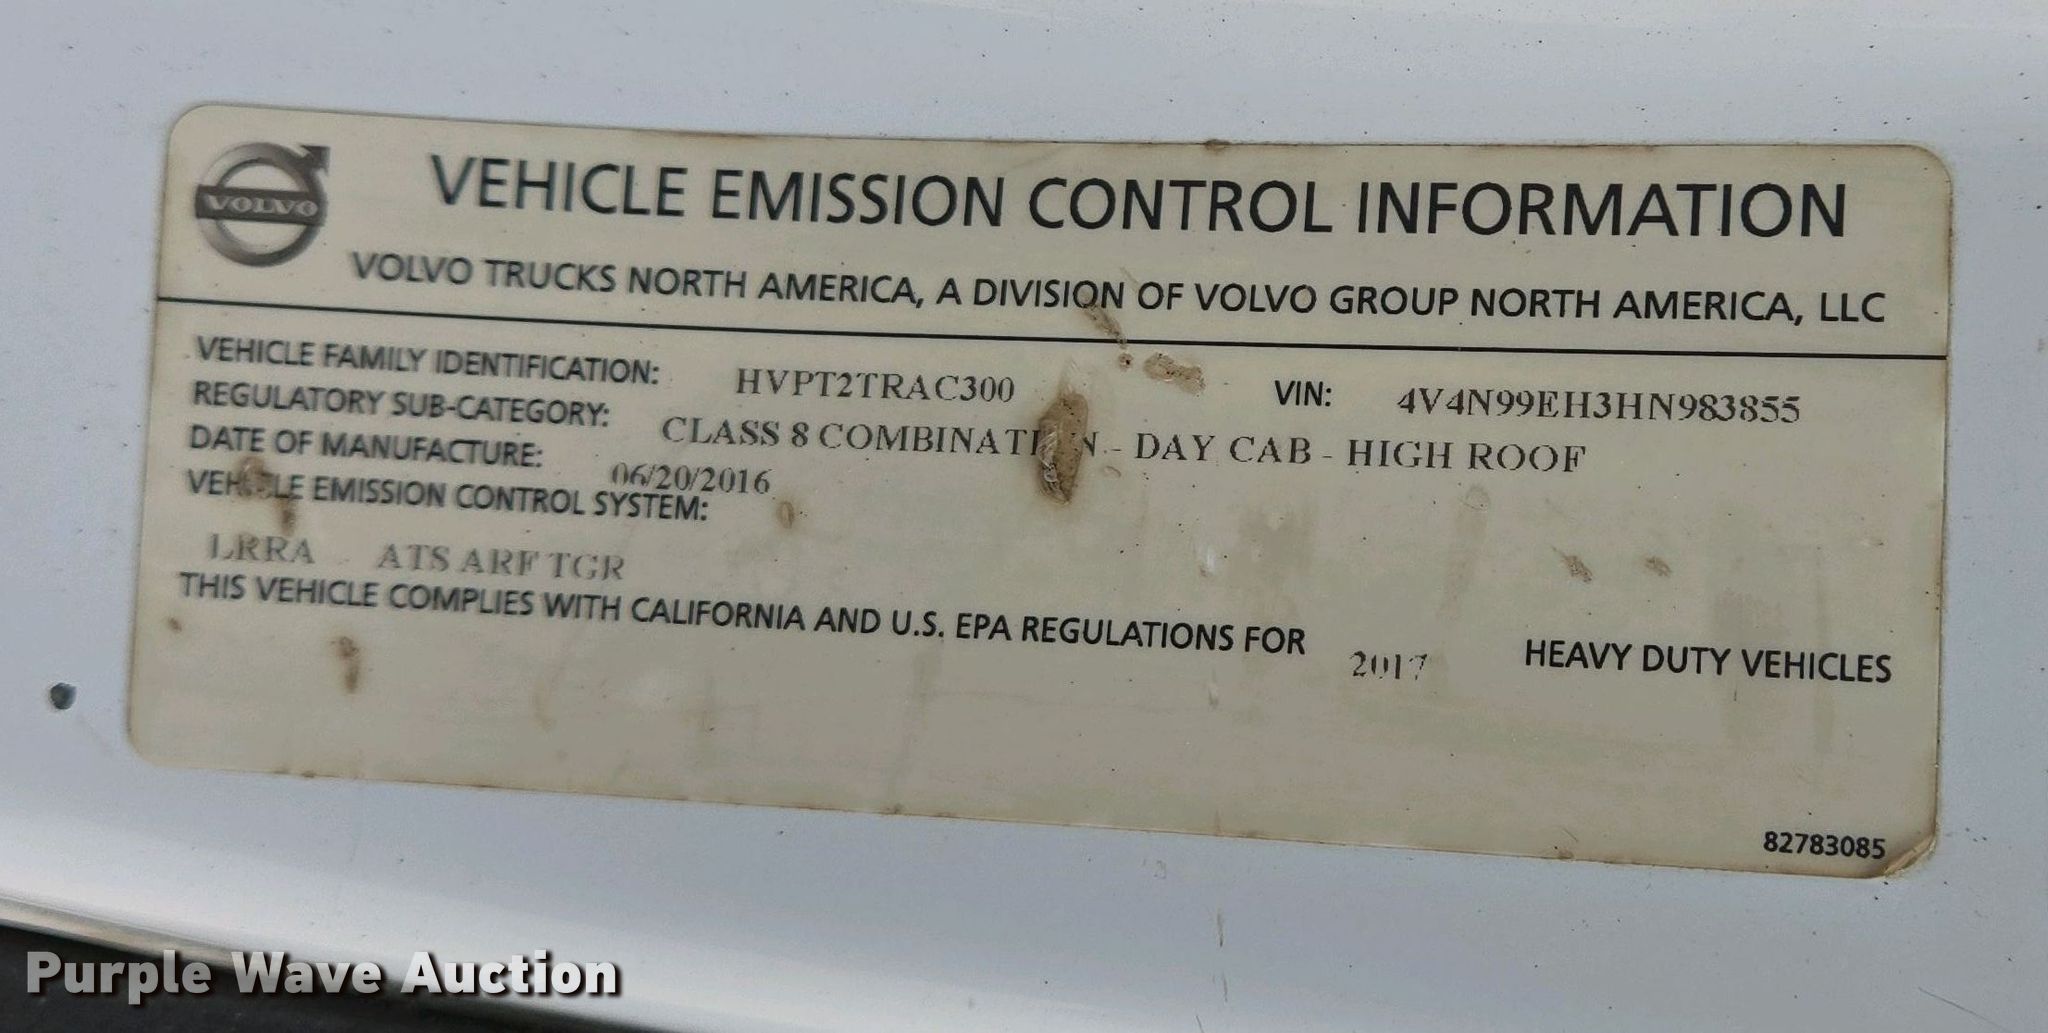 VOLVO
VEHICLE EMISSION CONTROL INFORMATION
VOLVO TRUCKS NORTH AMERICA, A DIVISION OF VOLVO GROUP NORTH AMERICA, LLC
VEHICLE FAMILY IDENTIFICATION: HVPT2TRAC300 VIN: 4V4N99EH3HN983855
REGULATORY SUB-CATEGORY: CLASS 8 COMBINATION - DAY CAB - HIGH ROOF
DATE OF MANUFACTURE: 06/20/2016
VEHICLE EMISSION CONTROL SYSTEM:
LRRA ATS ARF TGR
THIS VEHICLE COMPLIES WITH CALIFORNIA AND U.S. EPA REGULATIONS FOR 2017 HEAVY DUTY VEHICLES
82783085
Purple Wave Auction